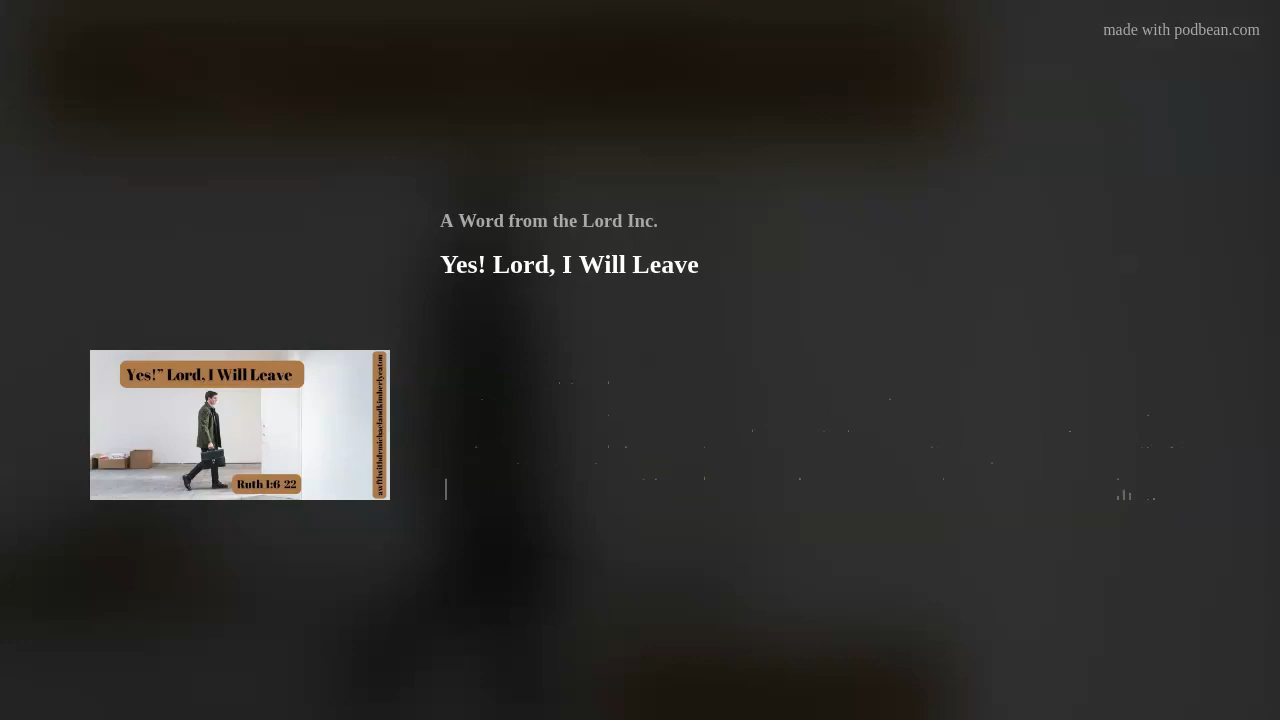 made with podbean.com
A Word from the Lord Inc.
Yes! Lord, I Will Leave
Yes!” Lord, I Will Leave
Ruth 1:6-22
awftlwithdrmichaelandkimberlyeaton